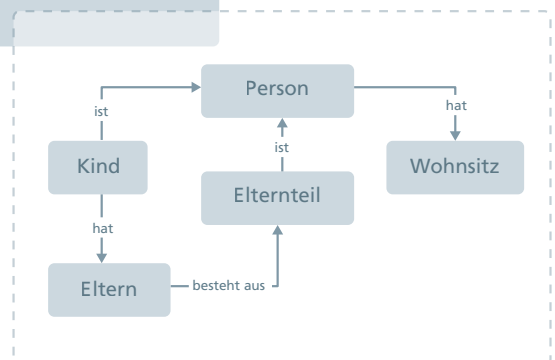 Person
ist
hat
ist
Kind
Wohnsitz
Elternteil
hat
Eltern
besteht aus